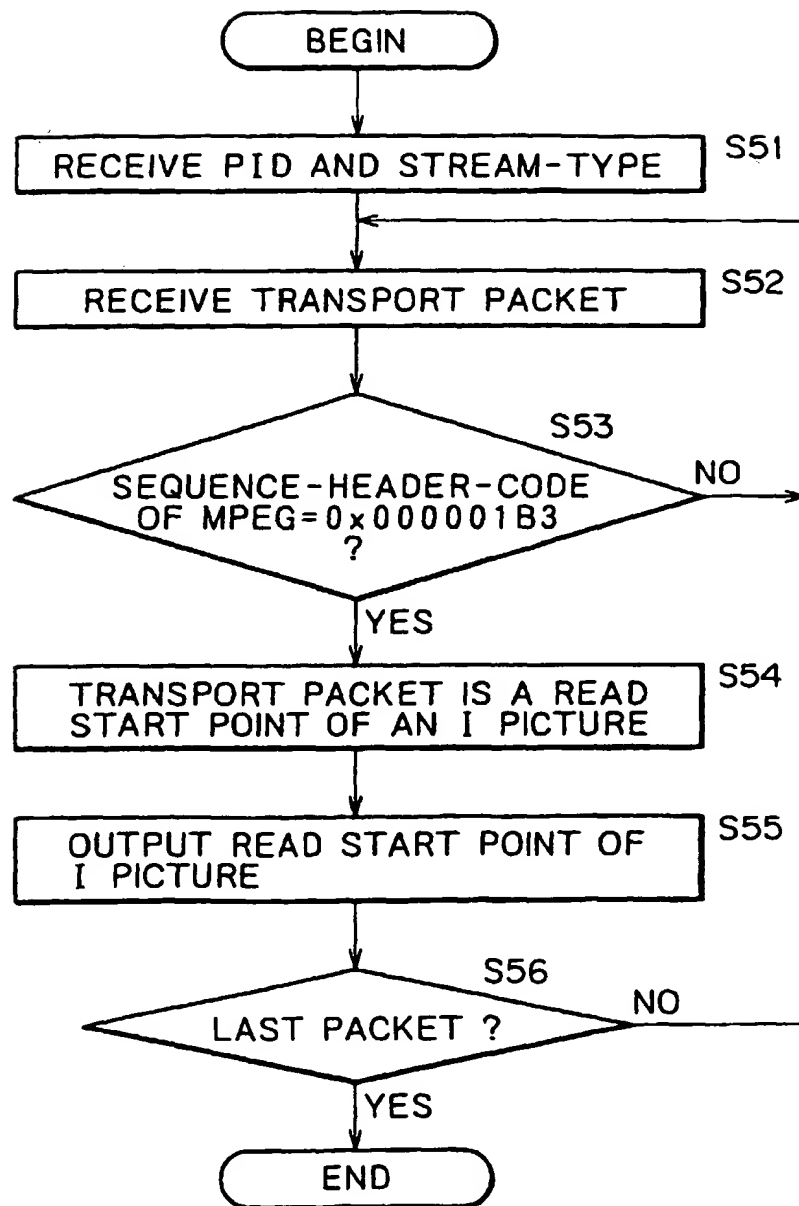 BEGIN
RECEIVE PID AND STREAM-TYPE
S51
RECEIVE TRANSPORT PACKET
S52
S53
SEQUENCE-HEADER-CODE
OF MPEG=0x000001B3
?
NO
YES
TRANSPORT PACKET IS A READ
START POINT OF AN I PICTURE
S54
OUTPUT READ START POINT OF
I PICTURE
S55
S56
LAST PACKET ?
NO
YES
END